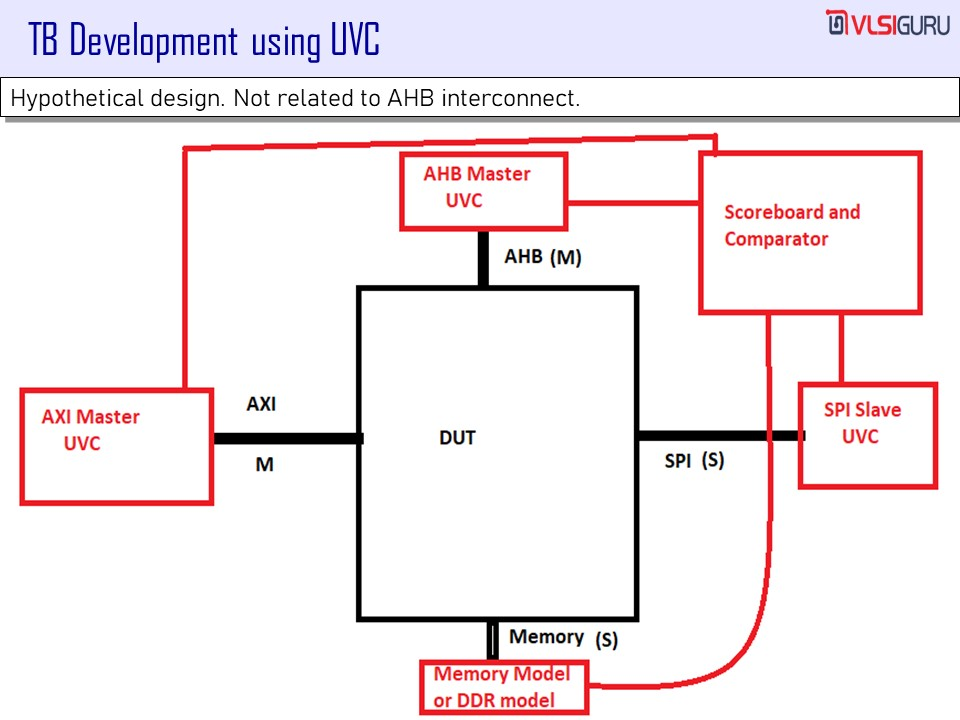 TB Development using UVC
VLSIGURU
Hypothetical design. Not related to AHB interconnect.
AHB Master
UVC
Scoreboard and
Comparator
AHB (M)
AXI Master
UVC
AXI
M
DUT
SPI (S)
SPI Slave
UVC
Memory (S)
Memory Model
or DDR model